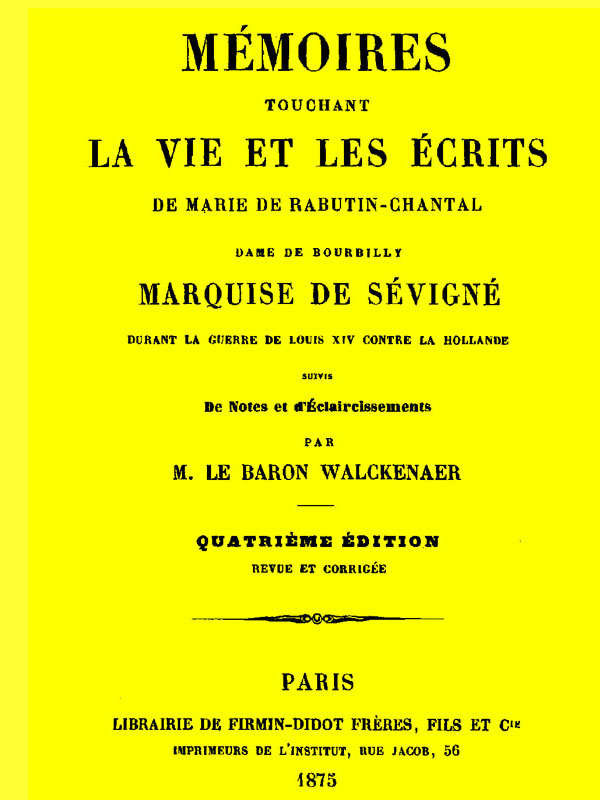 MÉMOIRES
TOUCHANT
LA VIE ET LES ÉCRITS
DE MARIE DE RABUTIN-CHANTAL
DAME DE BOURBILLY
MARQUISE DE SÉVIGNÉ
DURANT LA GUERRE DE LOUIS XIV CONTRE LA HOLLANDE
SUIVIS
De Notes et d'Éclaircissements
PAR
M. LE BARON WALCKENAER
QUATRIÈME ÉDITION
REVUE ET CORRIGÉE
PARIS
LIBRAIRIE DE FIRMIN-DIDOT FRÈRES, FILS ET Cie
IMPRIMEURS DE L'INSTITUT, RUE JACOB, 56
1875